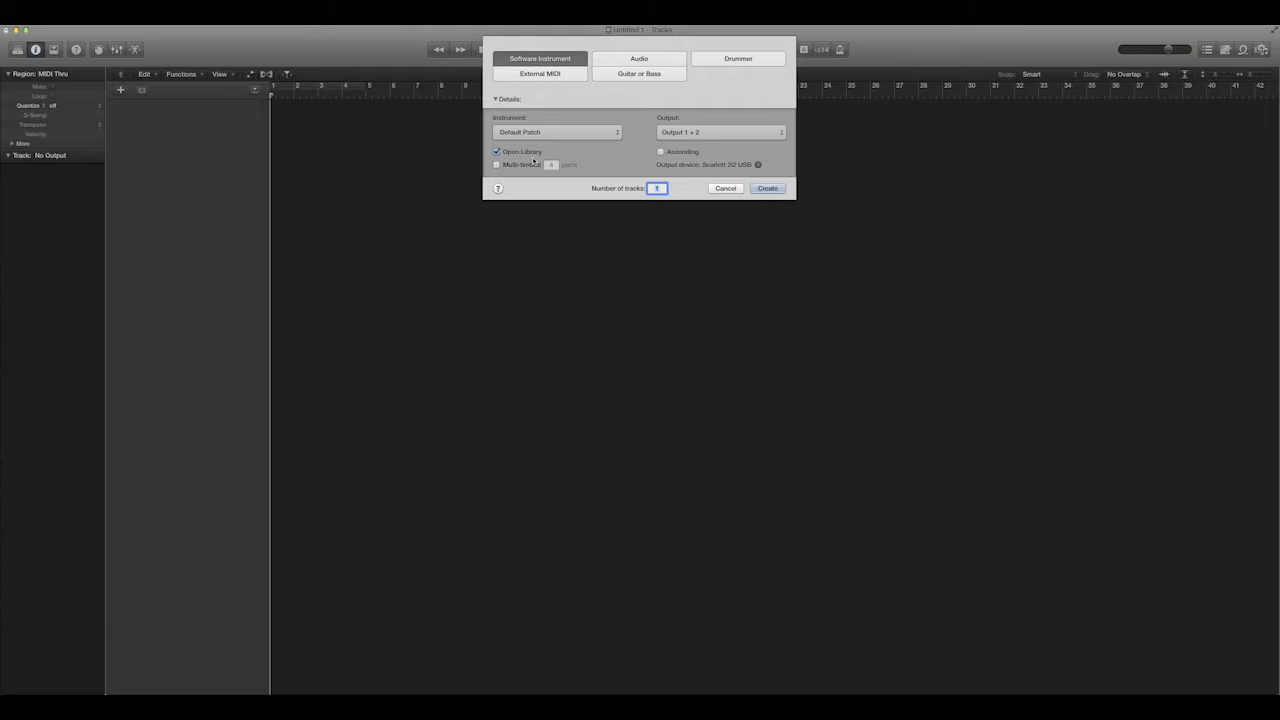 Untitled 1 - Tracks
Software Instrument
Audio
Drummer
External MIDI
Guitar or Bass
Details:
Instrument:
Output:
Default Patch
Output 1 + 2
Open Library
Ascending
Multi-timbral 4 parts
Output device: Scarlett 2i2 USB
Number of tracks: 1
Cancel
Create
1234
Region: MIDI Thru
Edit
Functions
View
Snap: Smart
Drag: No Overlap
Mute:
Loop:
Quantize off
Q-Swing:
Transpose:
Velocity:
More
Track: No Output
1 2 3 4 5 6 7 8 9 23 24 25 26 27 28 29 30 31 32 33 34 35 36 37 38 39 40 41 42